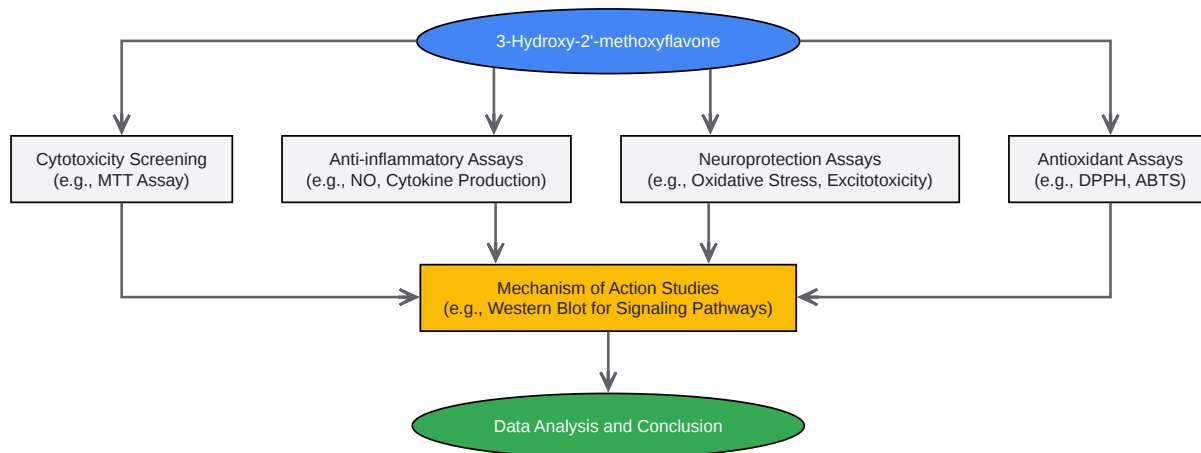 3-Hydroxy-2'-methoxyflavone
Cytotoxicity Screening
(e.g., MTT Assay)
Anti-inflammatory Assays
(e.g., NO, Cytokine Production)
Neuroprotection Assays
(e.g., Oxidative Stress, Excitotoxicity)
Antioxidant Assays
(e.g., DPPH, ABTS)
Mechanism of Action Studies
(e.g., Western Blot for Signaling Pathways)
Data Analysis and Conclusion